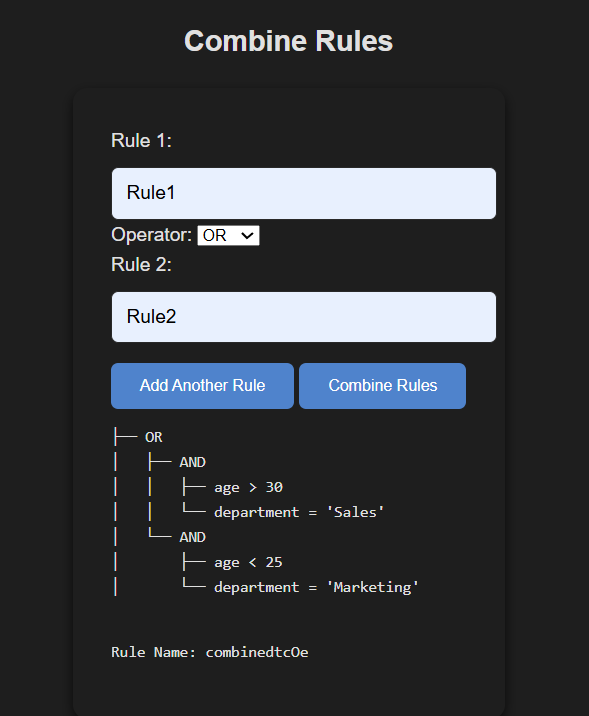 Combine Rules
Rule 1:
Rule1
Operator: OR
Rule 2:
Rule2
Add Another Rule Combine Rules
├── OR
│   ├── AND
│   │   ├── age > 30
│   │   └── department = 'Sales'
│   └── AND
│       ├── age < 25
│       └── department = 'Marketing'
Rule Name: combinedtcOe